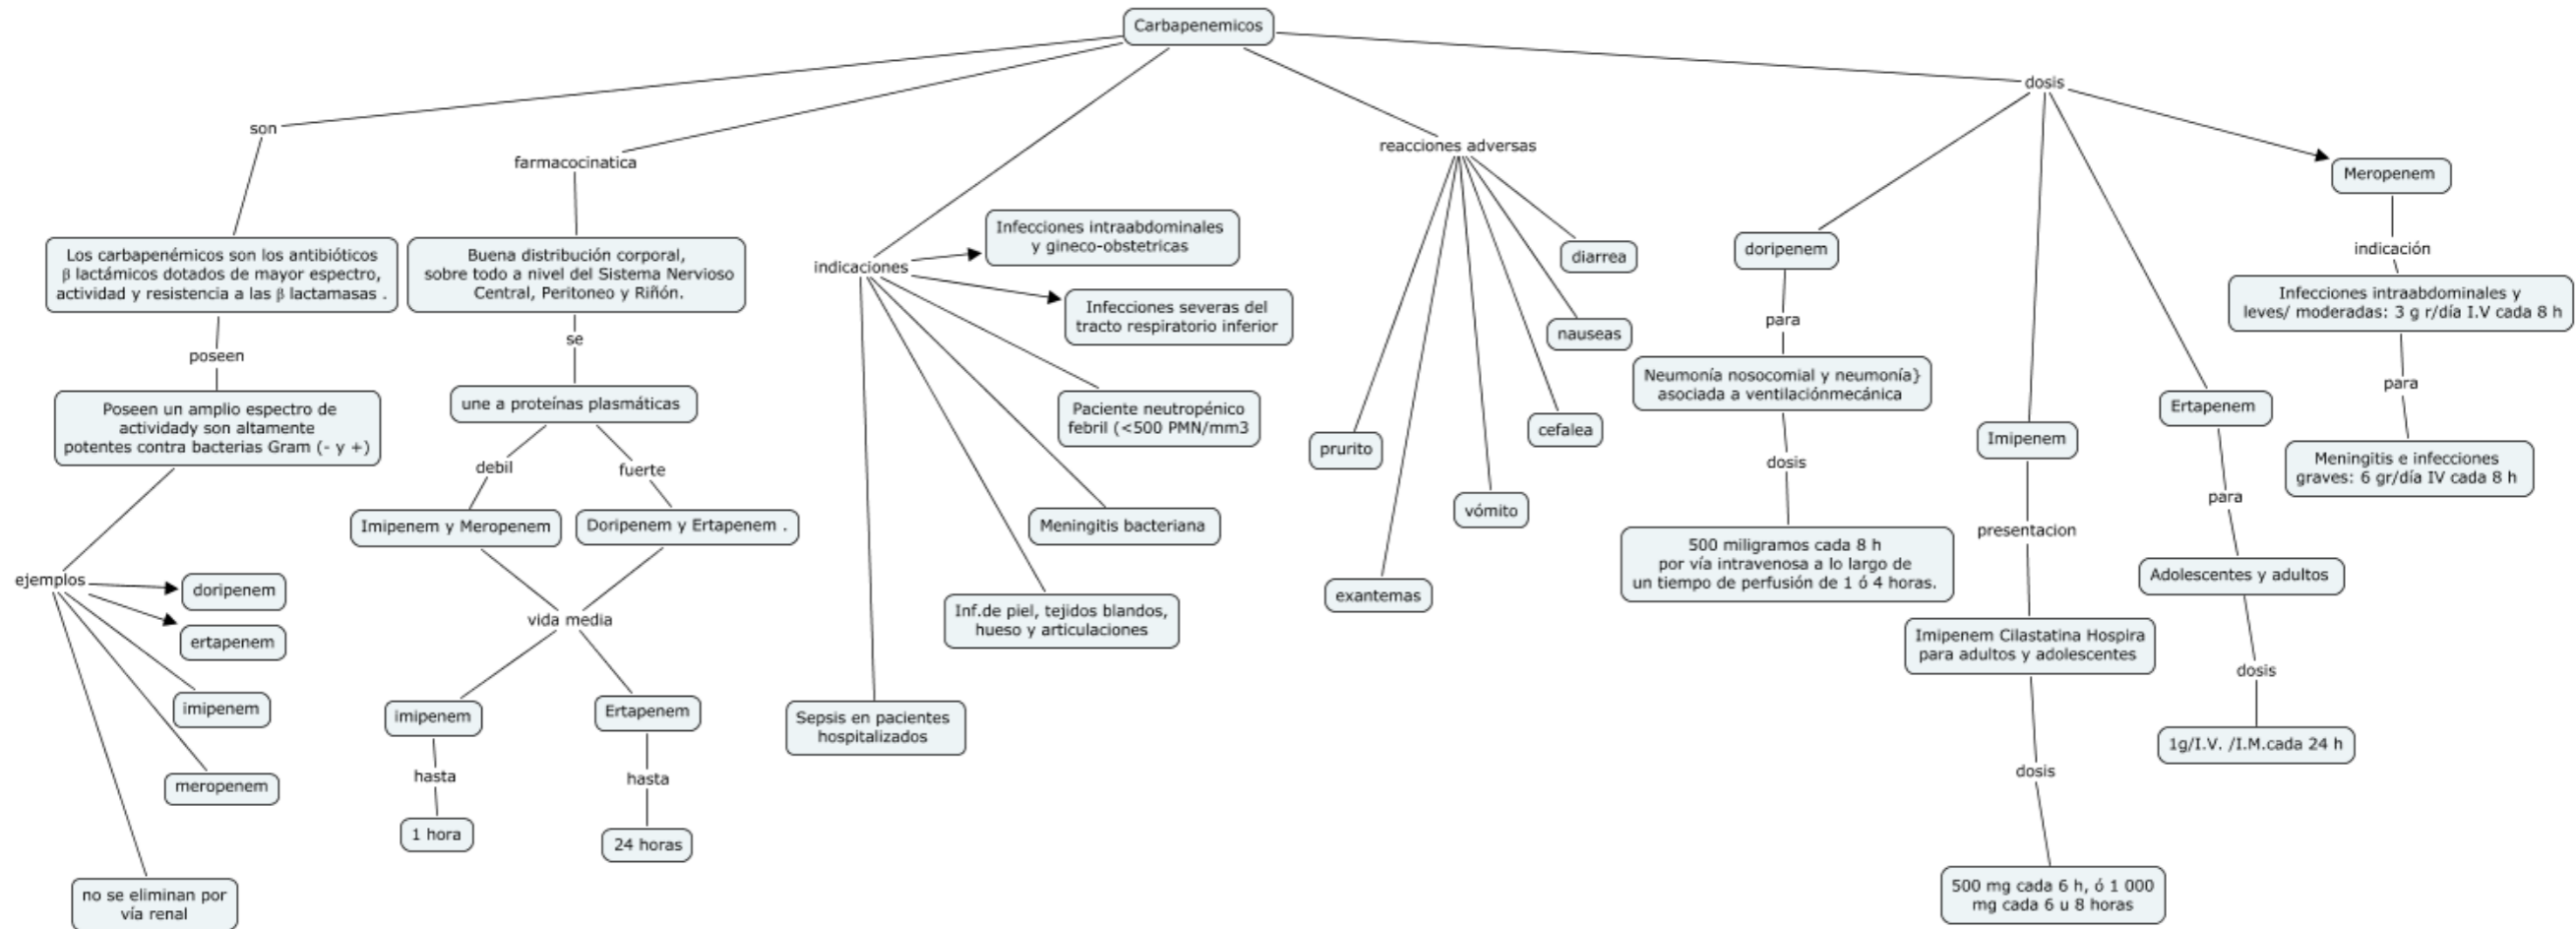 Carbapenemicos
son
Los carbapenémicos son los antibióticos
β lactámicos dotados de mayor espectro,
actividad y resistencia a las β lactamasas .
poseen
Poseen un amplio espectro de
actividady son altamente
potentes contra bacterias Gram (- y +)
ejemplos
doripenem
ertapenem
imipenem
meropenem
no se eliminan por
vía renal
farmacocinatica
Buena distribución corporal,
sobre todo a nivel del Sistema Nervioso
Central, Peritoneo y Riñón.
se
une a proteínas plasmáticas
debil
fuerte
Imipenem y Meropenem
Doripenem y Ertapenem .
vida media
imipenem
hasta
1 hora
Ertapenem
hasta
24 horas
indicaciones
Infecciones intraabdominales
y gineco-obstetricas
Infecciones severas del
tracto respiratorio inferior
Paciente neutropénico
febril (<500 PMN/mm3
Meningitis bacteriana
Inf.de piel, tejidos blandos,
hueso y articulaciones
Sepsis en pacientes
hospitalizados
reacciones adversas
diarrea
nauseas
cefalea
vómito
exantemas
prurito
dosis
doripenem
para
Neumonía nosocomial y neumonía}
asociada a ventilaciónmecánica
dosis
500 miligramos cada 8 h
por vía intravenosa a lo largo de
un tiempo de perfusión de 1 ó 4 horas.
Imipenem
presentacion
Imipenem Cilastatina Hospira
para adultos y adolescentes
dosis
500 mg cada 6 h, ó 1 000
mg cada 6 u 8 horas
Ertapenem
para
Adolescentes y adultos
dosis
1g/I.V. /I.M.cada 24 h
Meropenem
indicación
Infecciones intraabdominales y
leves/ moderadas: 3 g r/día I.V cada 8 h
para
Meningitis e infecciones
graves: 6 gr/día IV cada 8 h